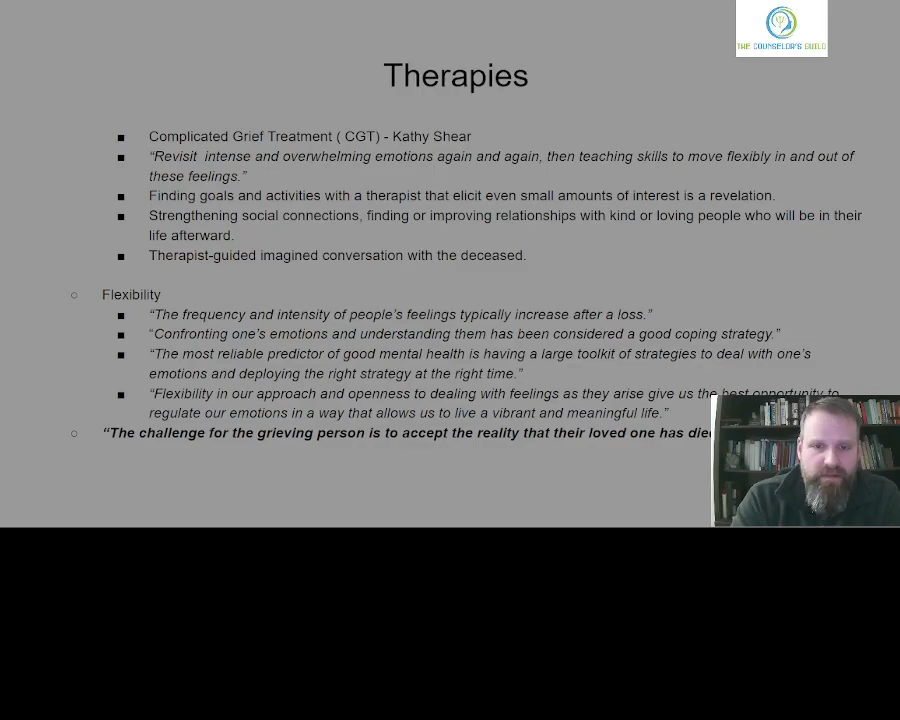 THE COUNSELOR'S GUILD
Therapies
■ Complicated Grief Treatment ( CGT) - Kathy Shear
■ “Revisit intense and overwhelming emotions again and again, then teaching skills to move flexibly in and out of
these feelings.”
■ Finding goals and activities with a therapist that elicit even small amounts of interest is a revelation.
■ Strengthening social connections, finding or improving relationships with kind or loving people who will be in their
life afterward.
■ Therapist-guided imagined conversation with the deceased.
○ Flexibility
■ “The frequency and intensity of people’s feelings typically increase after a loss.”
■ “Confronting one’s emotions and understanding them has been considered a good coping strategy.”
■ “The most reliable predictor of good mental health is having a large toolkit of strategies to deal with one’s
emotions and deploying the right strategy at the right time.”
■ “Flexibility in our approach and openness to dealing with feelings as they arise give us the best opportunity to
regulate our emotions in a way that allows us to live a vibrant and meaningful life.”
○ “The challenge for the grieving person is to accept the reality that their loved one has died